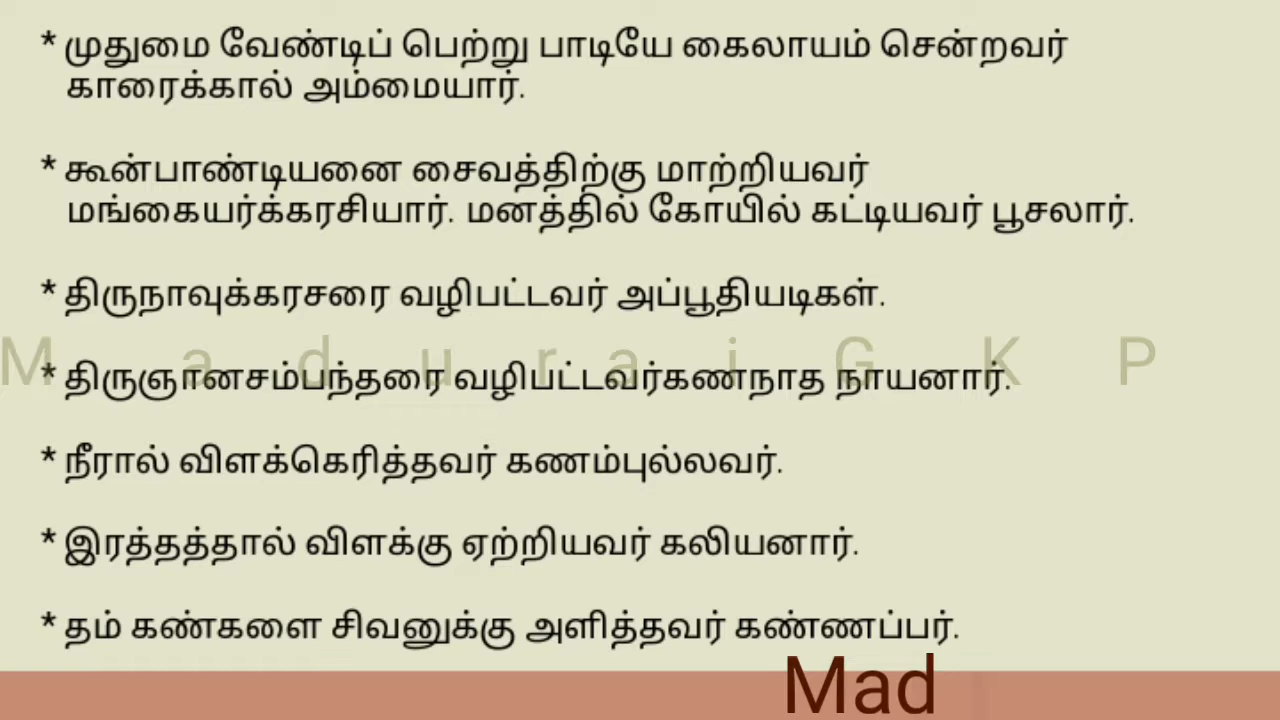 * முதுமை வேண்டிப் பெற்று பாடியே கைலாயம் சென்றவர்
காரைக்கால் அம்மையார்.
* கூன்பாண்டியனை சைவத்திற்கு மாற்றியவர்
மங்கையர்க்கரசியார். மனத்தில் கோயில் கட்டியவர் பூசலார்.
* திருநாவுக்கரசரை வழிபட்டவர் அப்பூதியடிகள்.
Madurai GKP
* திருஞானசம்பந்தரை வழிபட்டவர்கணநாத நாயனார்.
* நீரால் விளக்கெரித்தவர் கணம்புல்லவர்.
* இரத்தத்தால் விளக்கு ஏற்றியவர் கலியனார்.
* தம் கண்களை சிவனுக்கு அளித்தவர் கண்ணப்பர்.
Mad